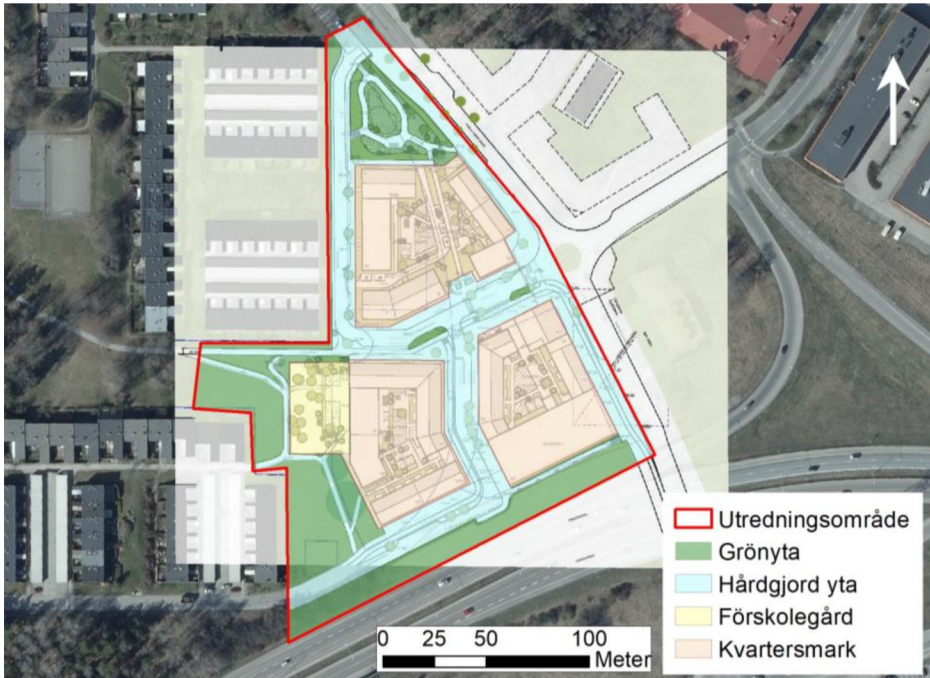 Utredningsområde
Grönyta
Hårdgjord yta
Förskolegård
Kvartersmark
0 25 50 100
Meter